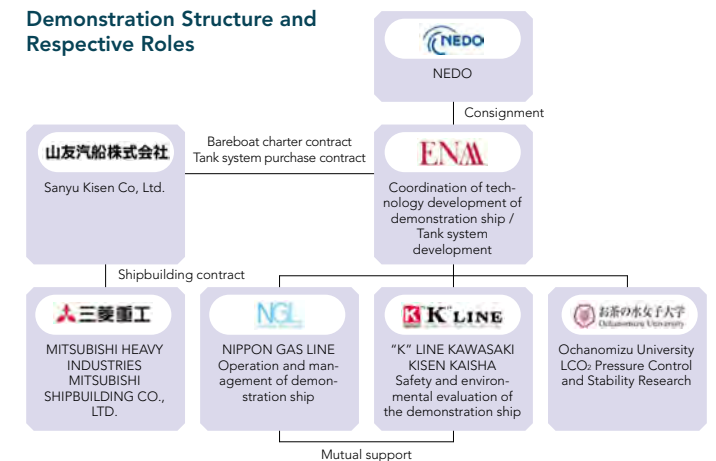 Demonstration Structure and
Respective Roles
NEDO
NEDO
Consignment
山友汽船株式会社
Sanyu Kisen Co, Ltd.
Bareboat charter contract
Tank system purchase contract
ENAA
Coordination of tech-
nology development of
demonstration ship /
Tank system
development
Shipbuilding contract
三菱重工
MITSUBISHI HEAVY
INDUSTRIES
MITSUBISHI
SHIPBUILDING CO.,
LTD.
NGL
NIPPON GAS LINE
Operation and man-
agement of demon-
stration ship
K "K" LINE
"K" LINE KAWASAKI
KISEN KAISHA
Safety and environ-
mental evaluation of
the demonstration ship
お茶の水女子大学
Ochanomizu University
Ochanomizu University
LCO₂ Pressure Control
and Stability Research
Mutual support